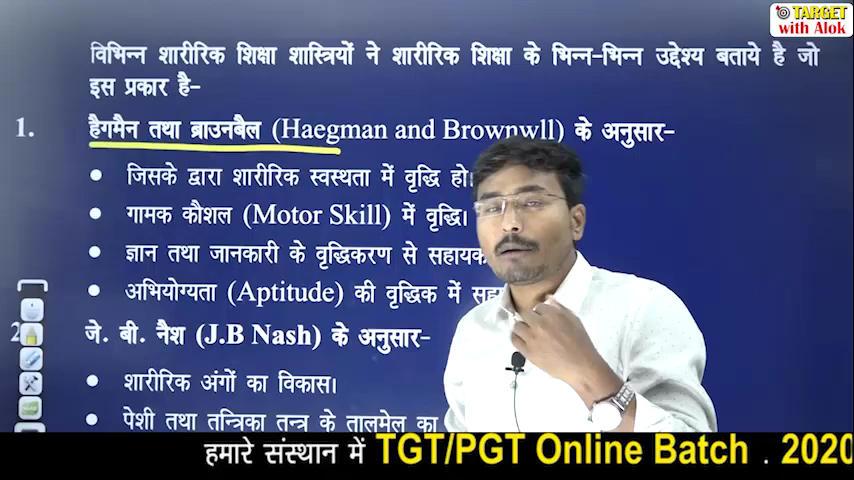 TARGET
with Alok
विभिन्न शारीरिक शिक्षा शास्त्रियों ने शारीरिक शिक्षा के भिन्न-भिन्न उद्देश्य बताये है जो
इस प्रकार है-
1. हैगमैन तथा ब्राउनबैल (Haegman and Brownwll) के अनुसार-
• जिसके द्वारा शारीरिक स्वस्थता में वृद्धि हो।
• गामक कौशल (Motor Skill) में वृद्धि।
• ज्ञान तथा जानकारी के वृद्धिकरण से सहायक
• अभियोग्यता (Aptitude) की वृद्धिक में
2 जे. बी. नैश (J.B Nash) के अनुसार-
• शारीरिक अंगों का विकास।
• पेशी तथा तन्त्रिका तन्त्र के तालमेल का
हमारे संस्थान में TGT/PGT Online Batch . 2020